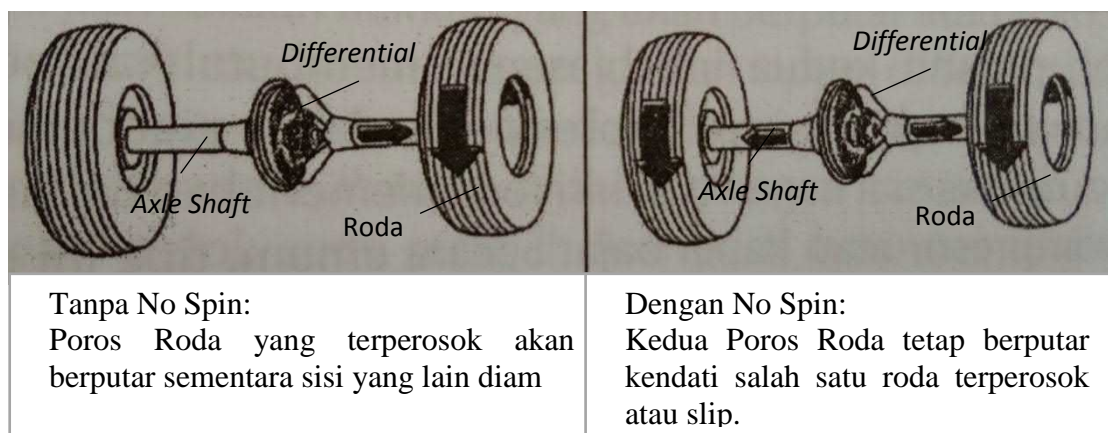 Differential
Axle Shaft
Roda
Differential
Axle Shaft
Roda
Tanpa No Spin:
Poros Roda yang terperosok akan
berputar sementara sisi yang lain diam
Dengan No Spin:
Kedua Poros Roda tetap berputar
kendati salah satu roda terperosok
atau slip.